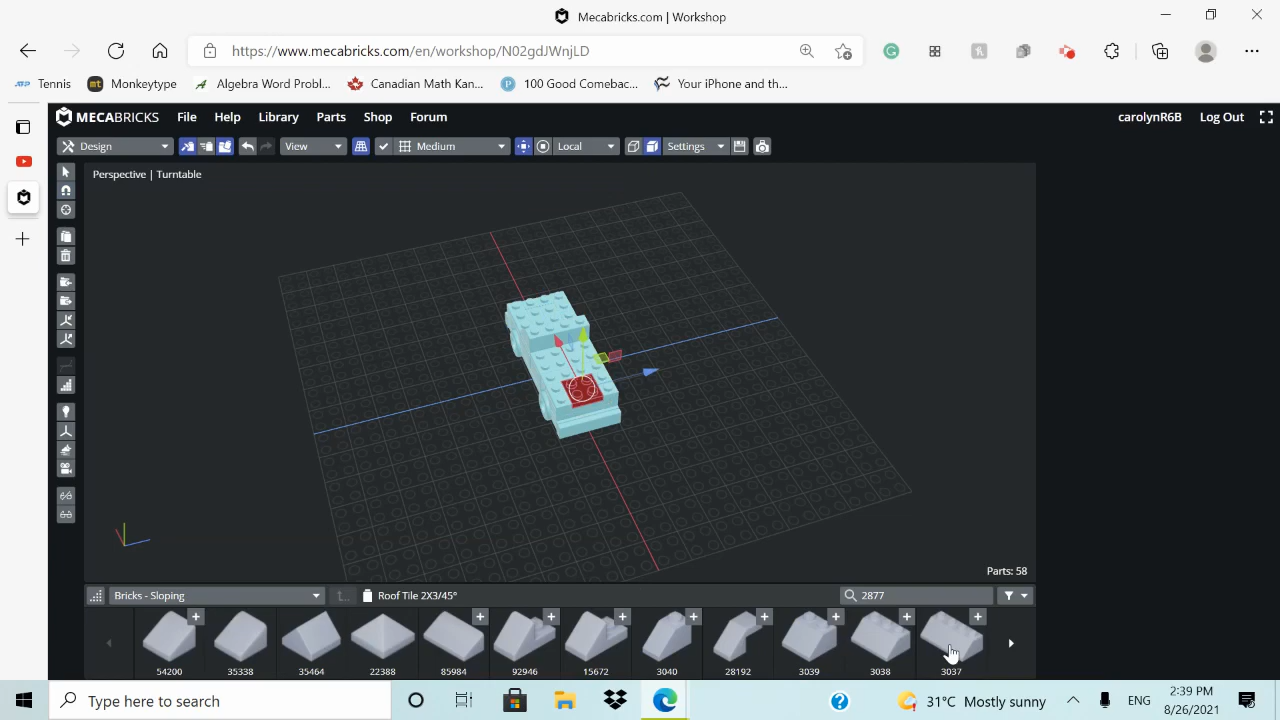 Mecabricks.com | Workshop
https://www.mecabricks.com/en/workshop/N02gdJWnjLD
ATP Tennis
mt Monkeytype
Algebra Word Probl...
Canadian Math Kan...
P 100 Good Comebac...
Your iPhone and th...
MECABRICKS File Help Library Parts Shop Forum carolynR6B Log Out
Design View Medium Local Settings
Perspective | Turntable
Parts: 58
Bricks - Sloping Roof Tile 2X3/45° 2877
54200 35338 35464 22388 85984 92946 15672 3040 28192 3039 3038 3037
Type here to search
31°C Mostly sunny ENG 2:39 PM
8/26/2021